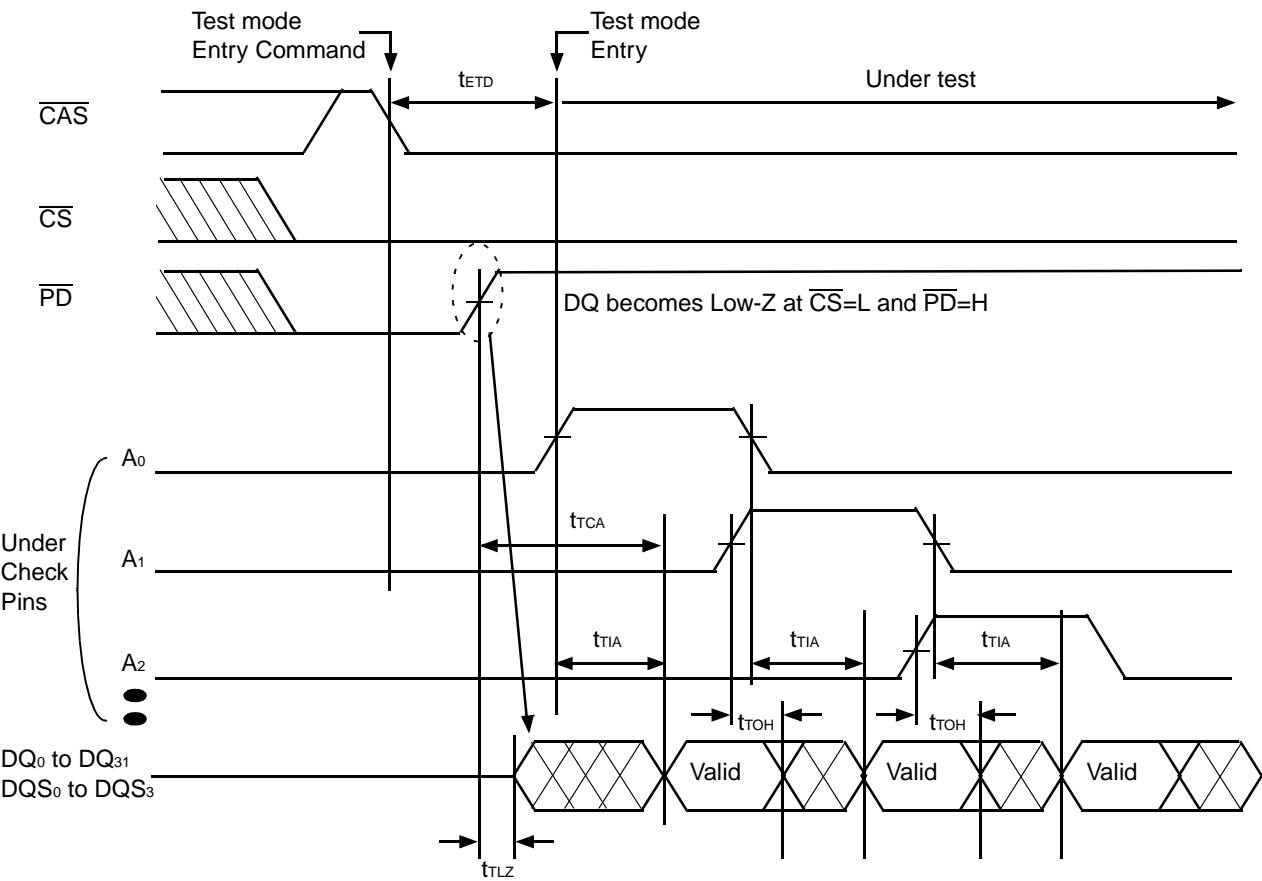 Test mode
Entry Command
Test mode
Entry
tETD
Under test
CAS
CS
PD
DQ becomes Low-Z at CS=L and PD=H
A0
tTCA
Under
Check
Pins
A1
tTIA
tTIA
tTIA
A2
tTOH
tTOH
DQ0 to DQ31
DQS0 to DQS3
Valid
Valid
Valid
tTLZ